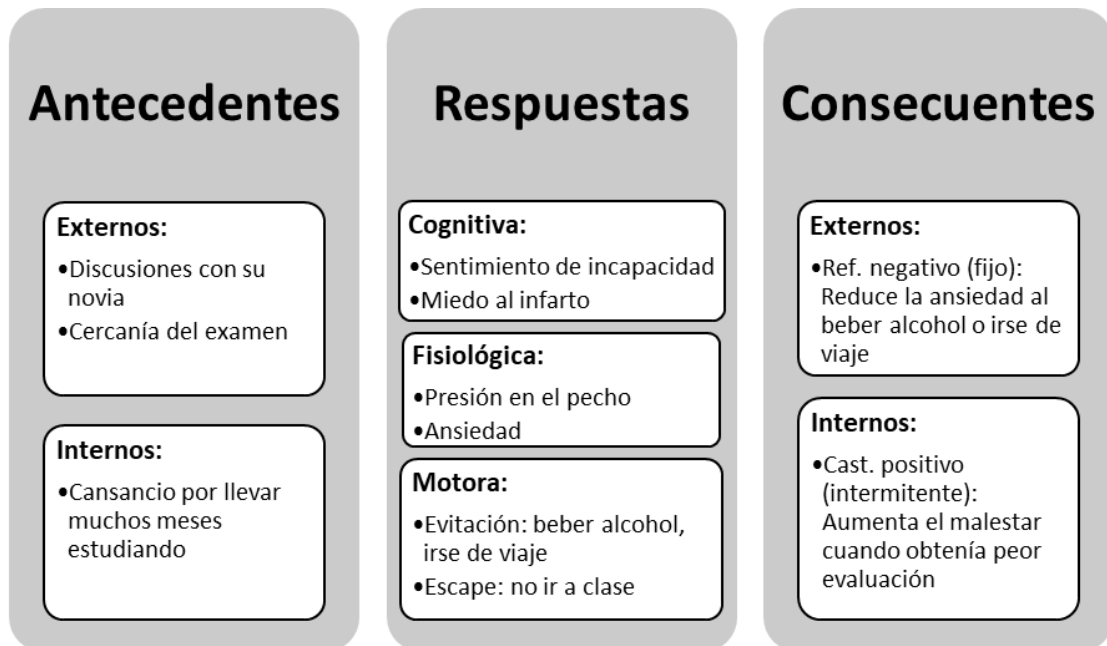 Antecedentes
Externos:
•Discusiones con su
novia
•Cercanía del examen
Internos:
•Cansancio por llevar
muchos meses
estudiando
Respuestas
Cognitiva:
•Sentimiento de incapacidad
•Miedo al infarto
Fisiológica:
•Presión en el pecho
•Ansiedad
Motora:
•Evitación: beber alcohol,
irse de viaje
•Escape: no ir a clase
Consecuentes
Externos:
•Ref. negativo (fijo):
Reduce la ansiedad al
beber alcohol o irse de
viaje
Internos:
•Cast. positivo
(intermitente):
Aumenta el malestar
cuando obtenía peor
evaluación